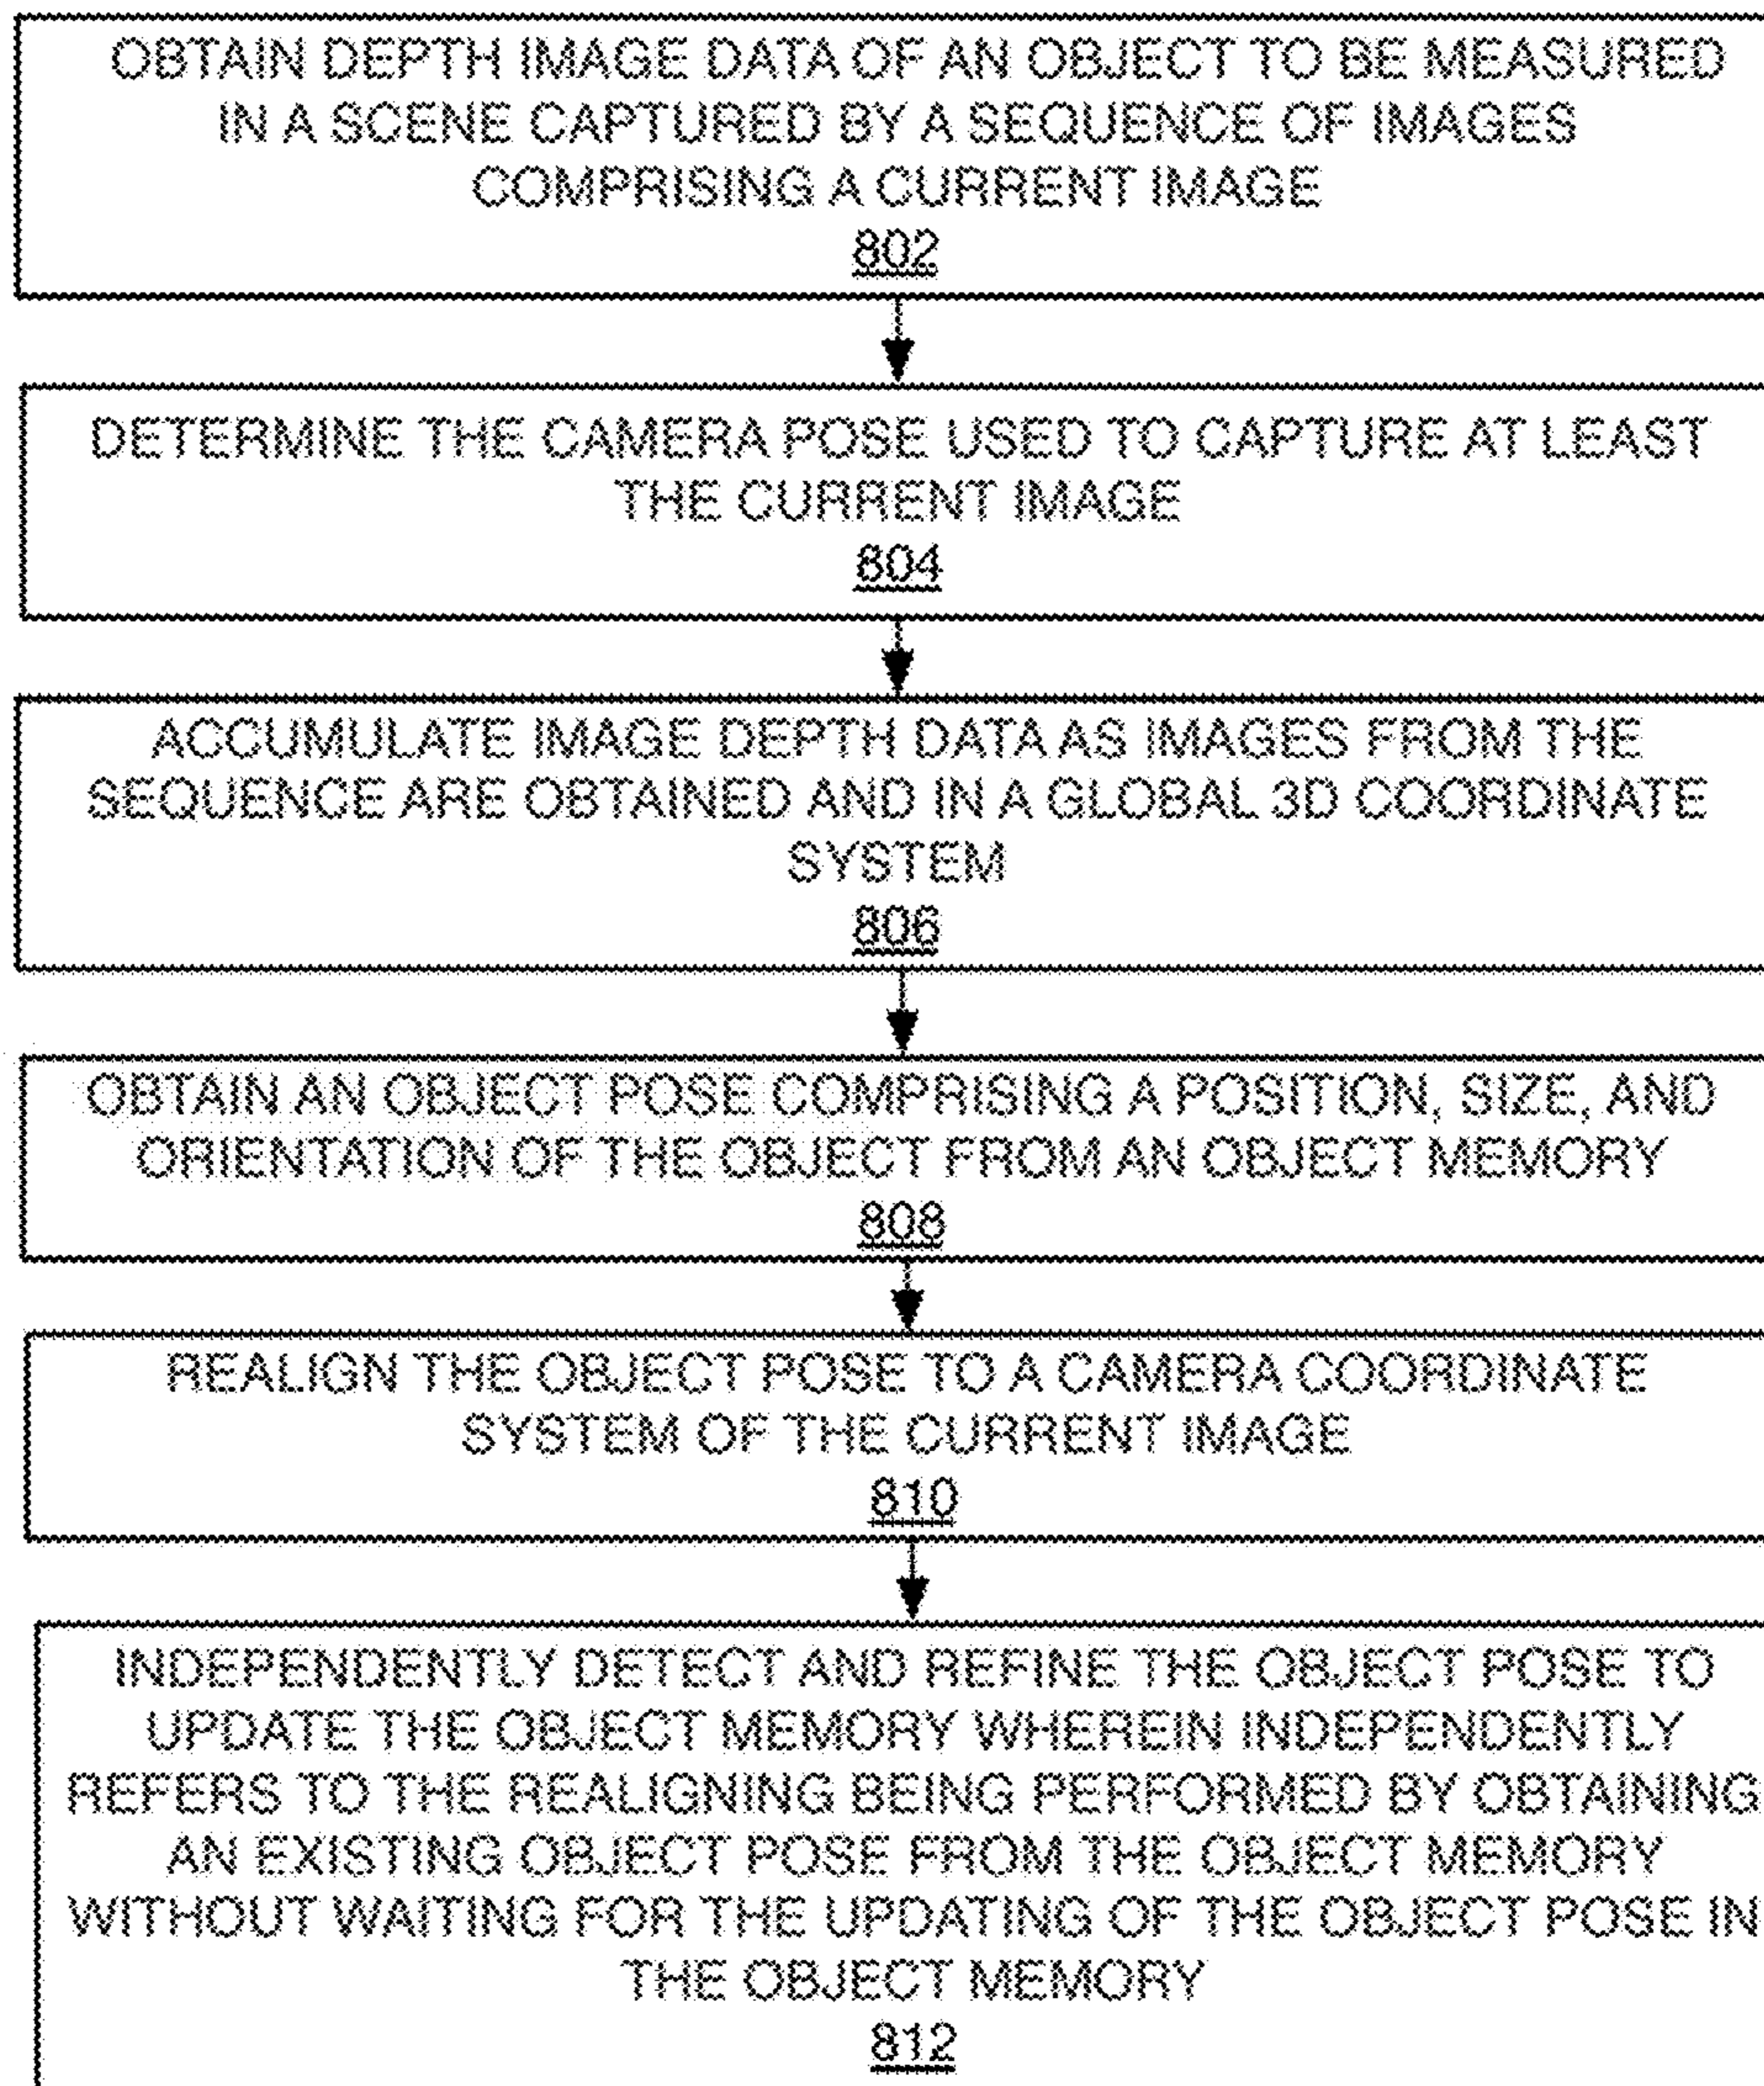 OBTAIN DEPTH IMAGE DATA OF AN OBJECT TO BE MEASURED
IN A SCENE CAPTURED BY A SEQUENCE OF IMAGES
COMPRISING A CURRENT IMAGE
802
DETERMINE THE CAMERA POSE USED TO CAPTURE AT LEAST
THE CURRENT IMAGE
804
ACCUMULATE IMAGE DEPTH DATA AS IMAGES FROM THE
SEQUENCE ARE OBTAINED AND IN A GLOBAL 3D COORDINATE
SYSTEM
806
OBTAIN AN OBJECT POSE COMPRISING A POSITION, SIZE, AND
ORIENTATION OF THE OBJECT FROM AN OBJECT MEMORY
808
REALIGN THE OBJECT POSE TO A CAMERA COORDINATE
SYSTEM OF THE CURRENT IMAGE
810
INDEPENDENTLY DETECT AND REFINE THE OBJECT POSE TO
UPDATE THE OBJECT MEMORY WHEREIN INDEPENDENTLY
REFERS TO THE REALIGNING BEING PERFORMED BY OBTAINING
AN EXISTING OBJECT POSE FROM THE OBJECT MEMORY
WITHOUT WAITING FOR THE UPDATING OF THE OBJECT POSE IN
THE OBJECT MEMORY
812